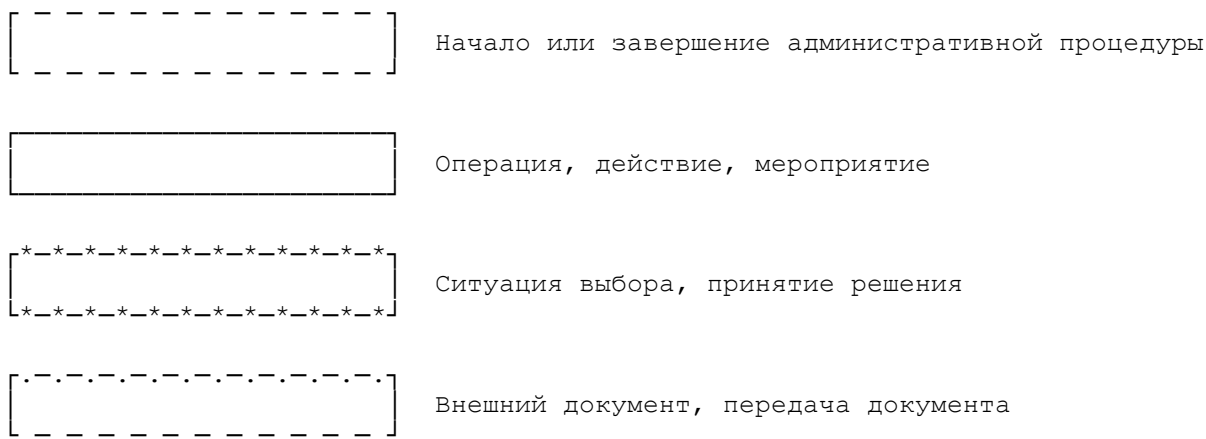 Начало или завершение административной процедуры
Операция, действие, мероприятие
Ситуация выбора, принятие решения
Внешний документ, передача документа